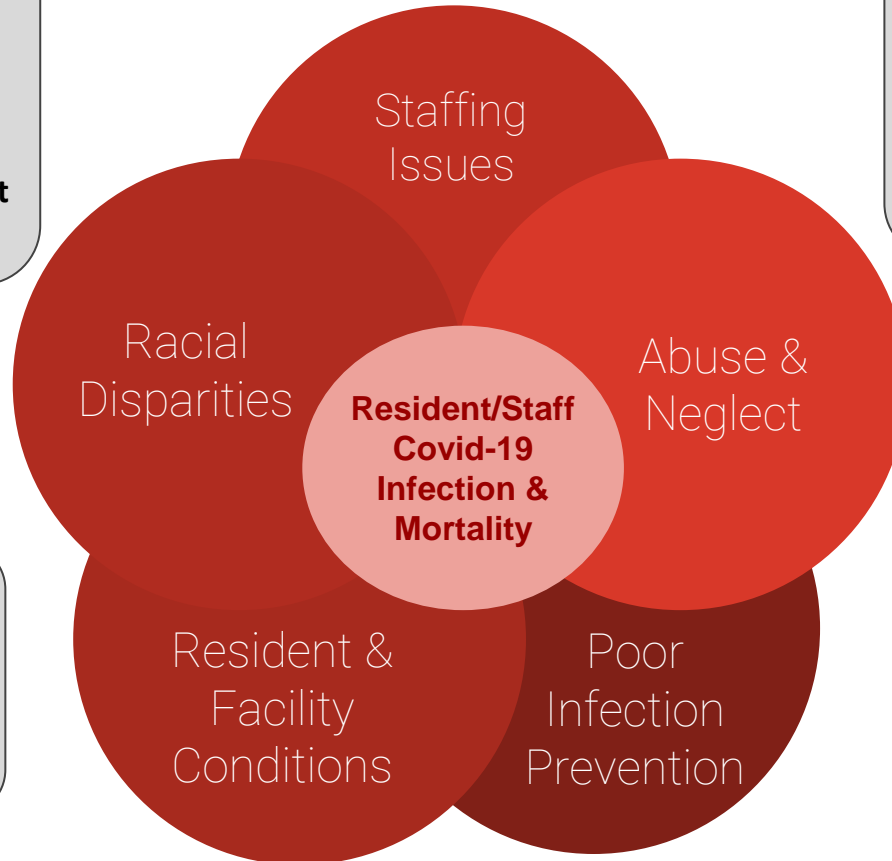 Staffing
Issues
t
Racial
Disparities
Abuse &
Neglect
Resident/Staff
Covid-19
Infection &
Mortality
Resident &
Facility
Conditions
Poor
Infection
Prevention